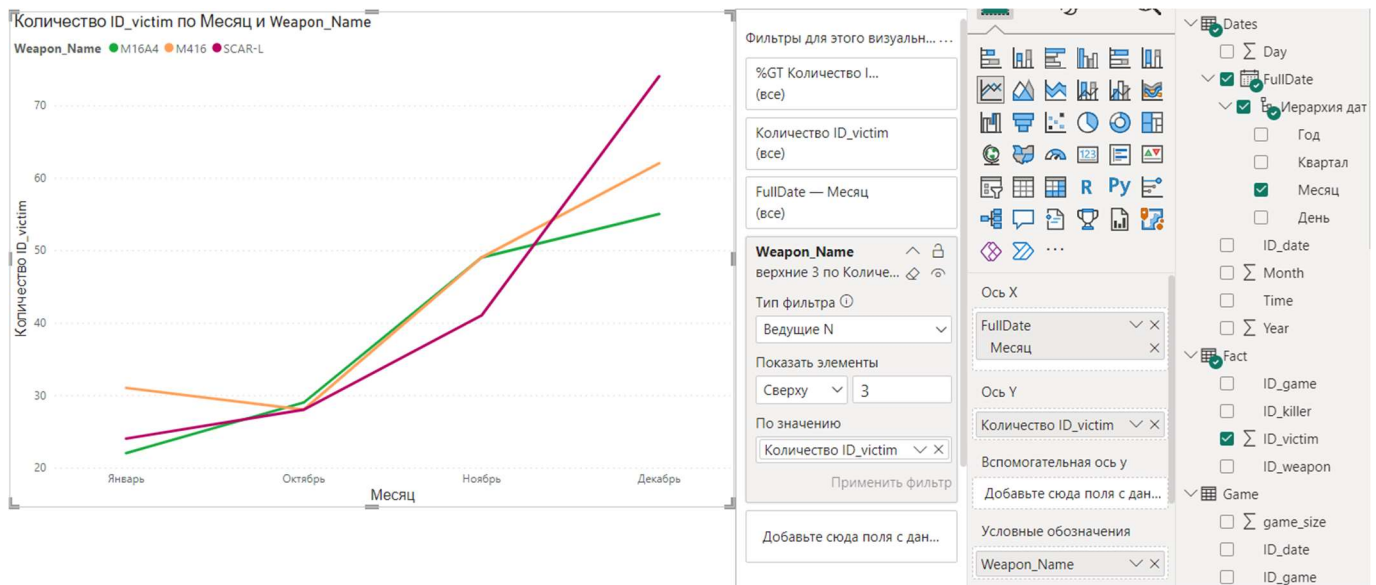 Количество ID_victim по Месяц и Weapon_Name
Weapon_Name M16A4 M416 SCAR-L
Количество ID_victim
70
60
50
40
30
20
Январь Октябрь Ноябрь Декабрь
Месяц
Фильтры для этого визуальн... ...
%GT Количество I...
(все)
Количество ID_victim
(все)
FullDate — Месяц
(все)
Weapon_Name
верхние 3 по Количе...
Тип фильтра
Ведущие N
Показать элементы
Сверху 3
По значению
Количество ID_victim
Применить фильтр
Добавьте сюда поля с дан...
123
R Py
...
Ось X
FullDate
Месяц
Ось Y
Количество ID_victim
Вспомогательная ось y
Добавьте сюда поля с дан...
Условные обозначения
Weapon_Name
Dates
∑ Day
FullDate
Иерархия дат
Год
Квартал
Месяц
День
ID_date
∑ Month
Time
∑ Year
Fact
ID_game
ID_killer
∑ ID_victim
ID_weapon
Game
∑ game_size
ID_date
ID_game